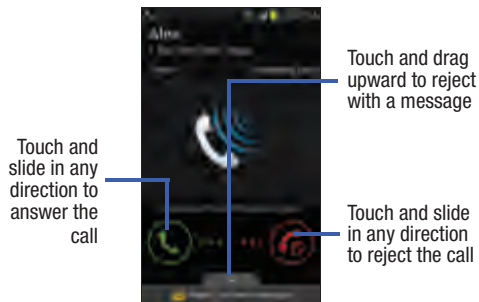 Alex
Touch and drag
upward to reject
with a message
Touch and
slide in any
direction to
answer the
call
Touch and slide
in any direction
to reject the call